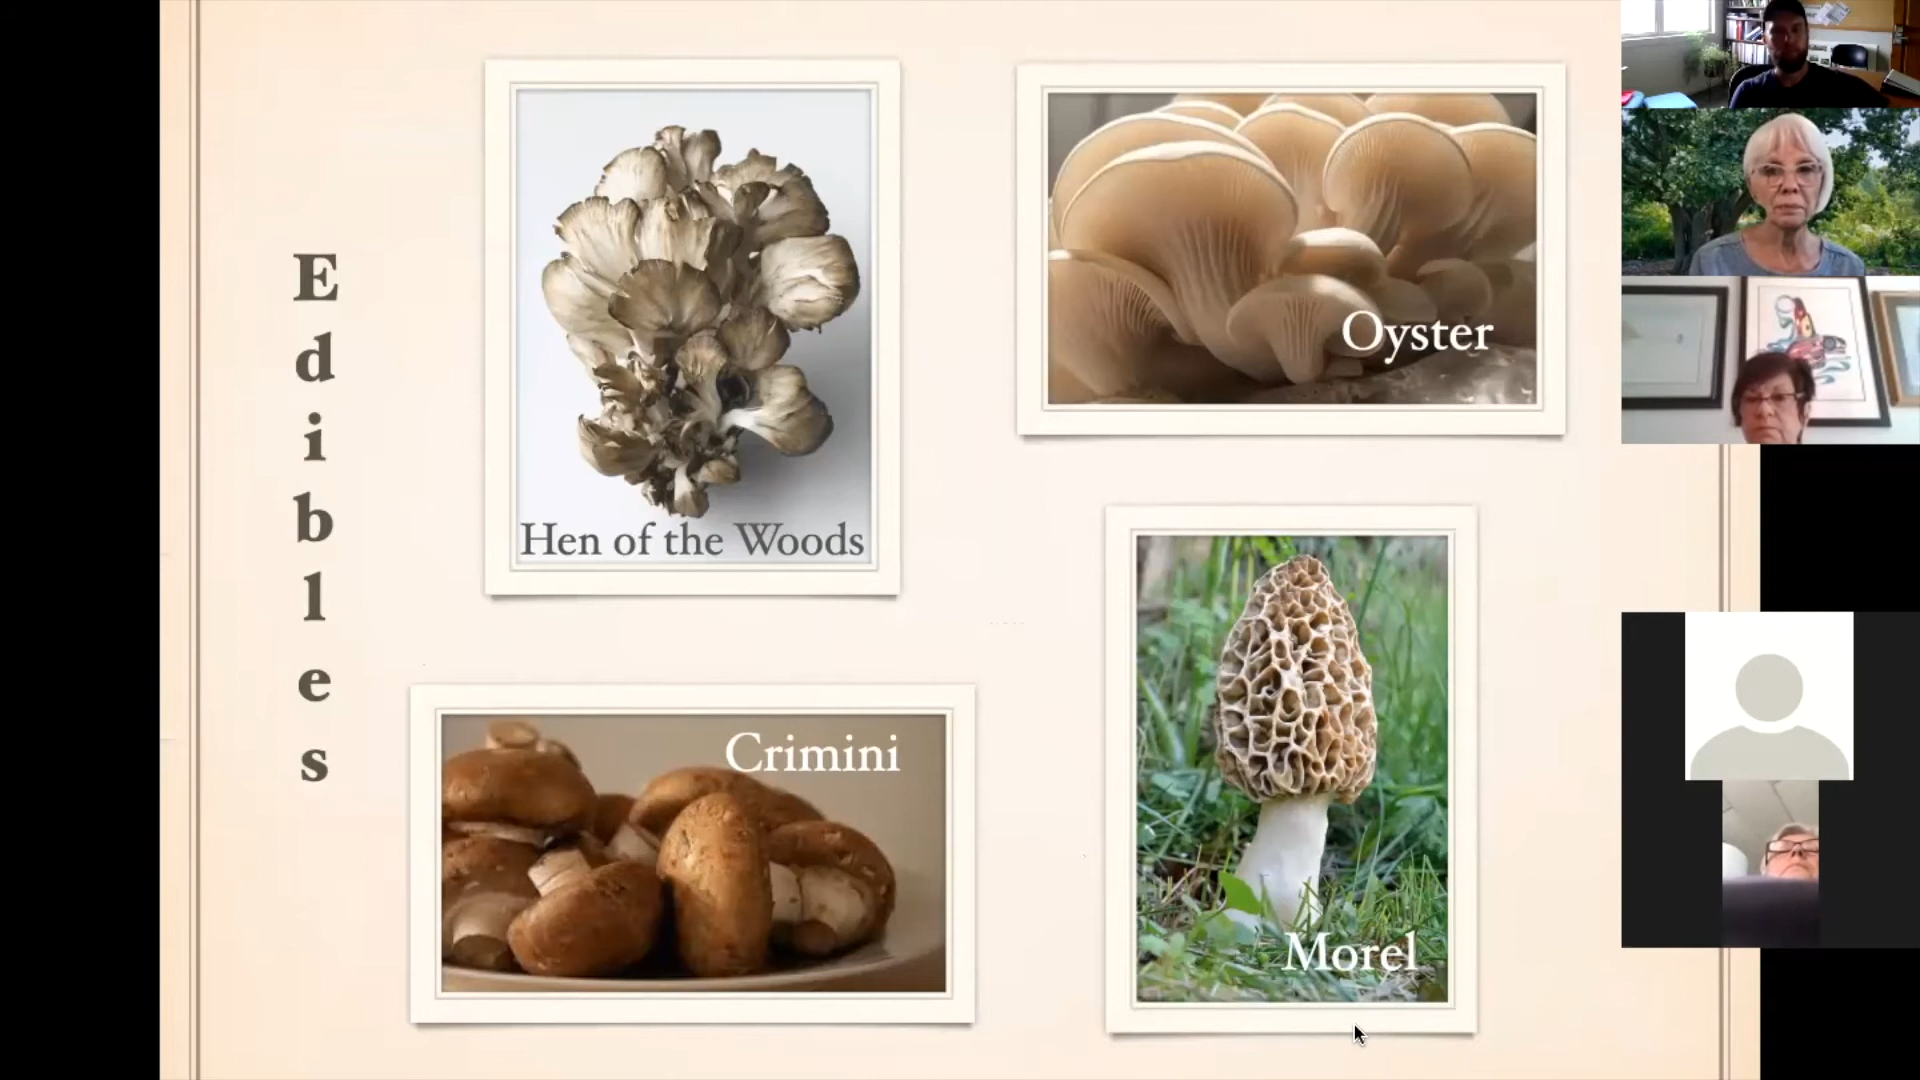 Edibles
Hen of the Woods
Oyster
Crimini
Morel